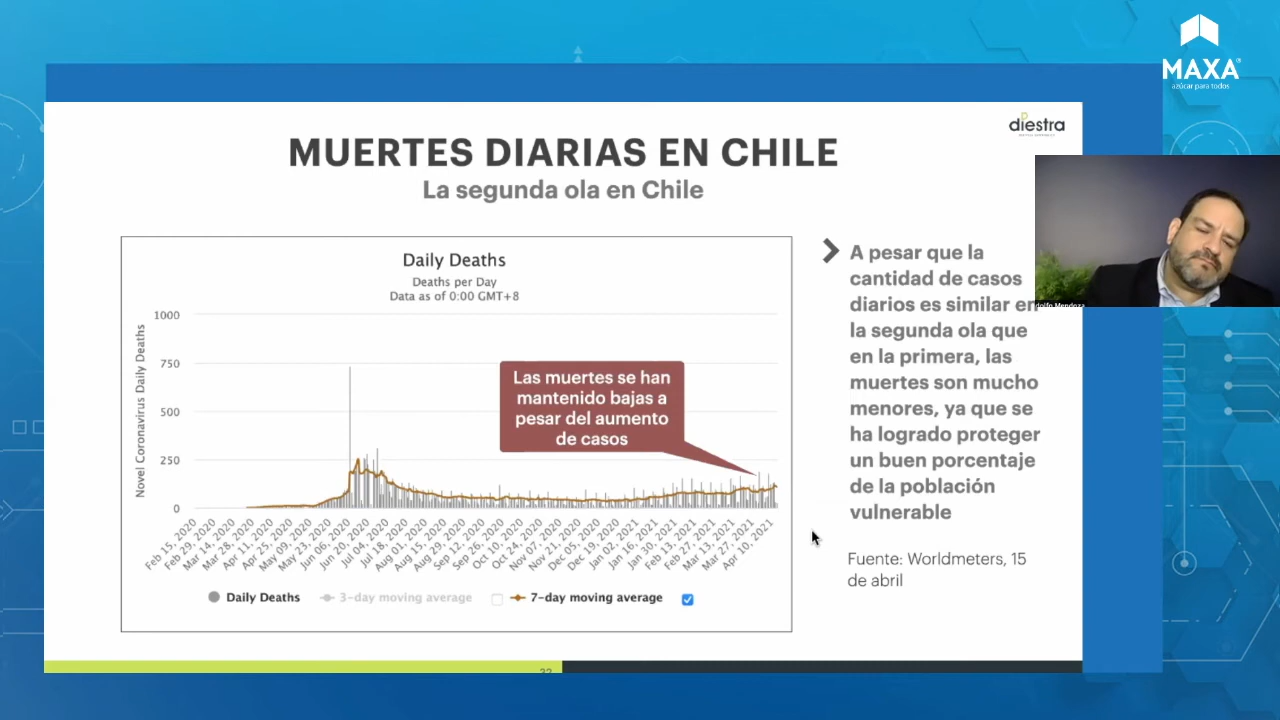 MAXA
azúcar para todos
diestra
MUERTES DIARIAS EN CHILE
La segunda ola en Chile
Daily Deaths
Deaths per Day
Data as of 0:00 GMT+8
Novel Coronavirus Daily Deaths
1000
750
500
250
0
Las muertes se han
mantenido bajas a
pesar del aumento
de casos
Feb 15, 2020
Feb 29, 2020
Mar 14, 2020
Mar 28, 2020
Apr 11, 2020
Apr 25, 2020
May 09, 2020
May 23, 2020
Jun 06, 2020
Jun 20, 2020
Jul 04, 2020
Jul 18, 2020
Aug 01, 2020
Aug 15, 2020
Aug 29, 2020
Sep 12, 2020
Sep 26, 2020
Oct 10, 2020
Oct 24, 2020
Nov 07, 2020
Nov 21, 2020
Dec 05, 2020
Dec 19, 2020
Jan 02, 2021
Jan 16, 2021
Jan 30, 2021
Feb 13, 2021
Feb 27, 2021
Mar 13, 2021
Mar 27, 2021
Apr 10, 2021
Daily Deaths
3-day moving average
7-day moving average
A pesar que la
cantidad de casos
diarios es similar en
la segunda ola que
en la primera, las
muertes son mucho
menores, ya que se
ha logrado proteger
un buen porcentaje
de la población
vulnerable
Fuente: Worldmeters, 15
de abril
dolfo Mendoza